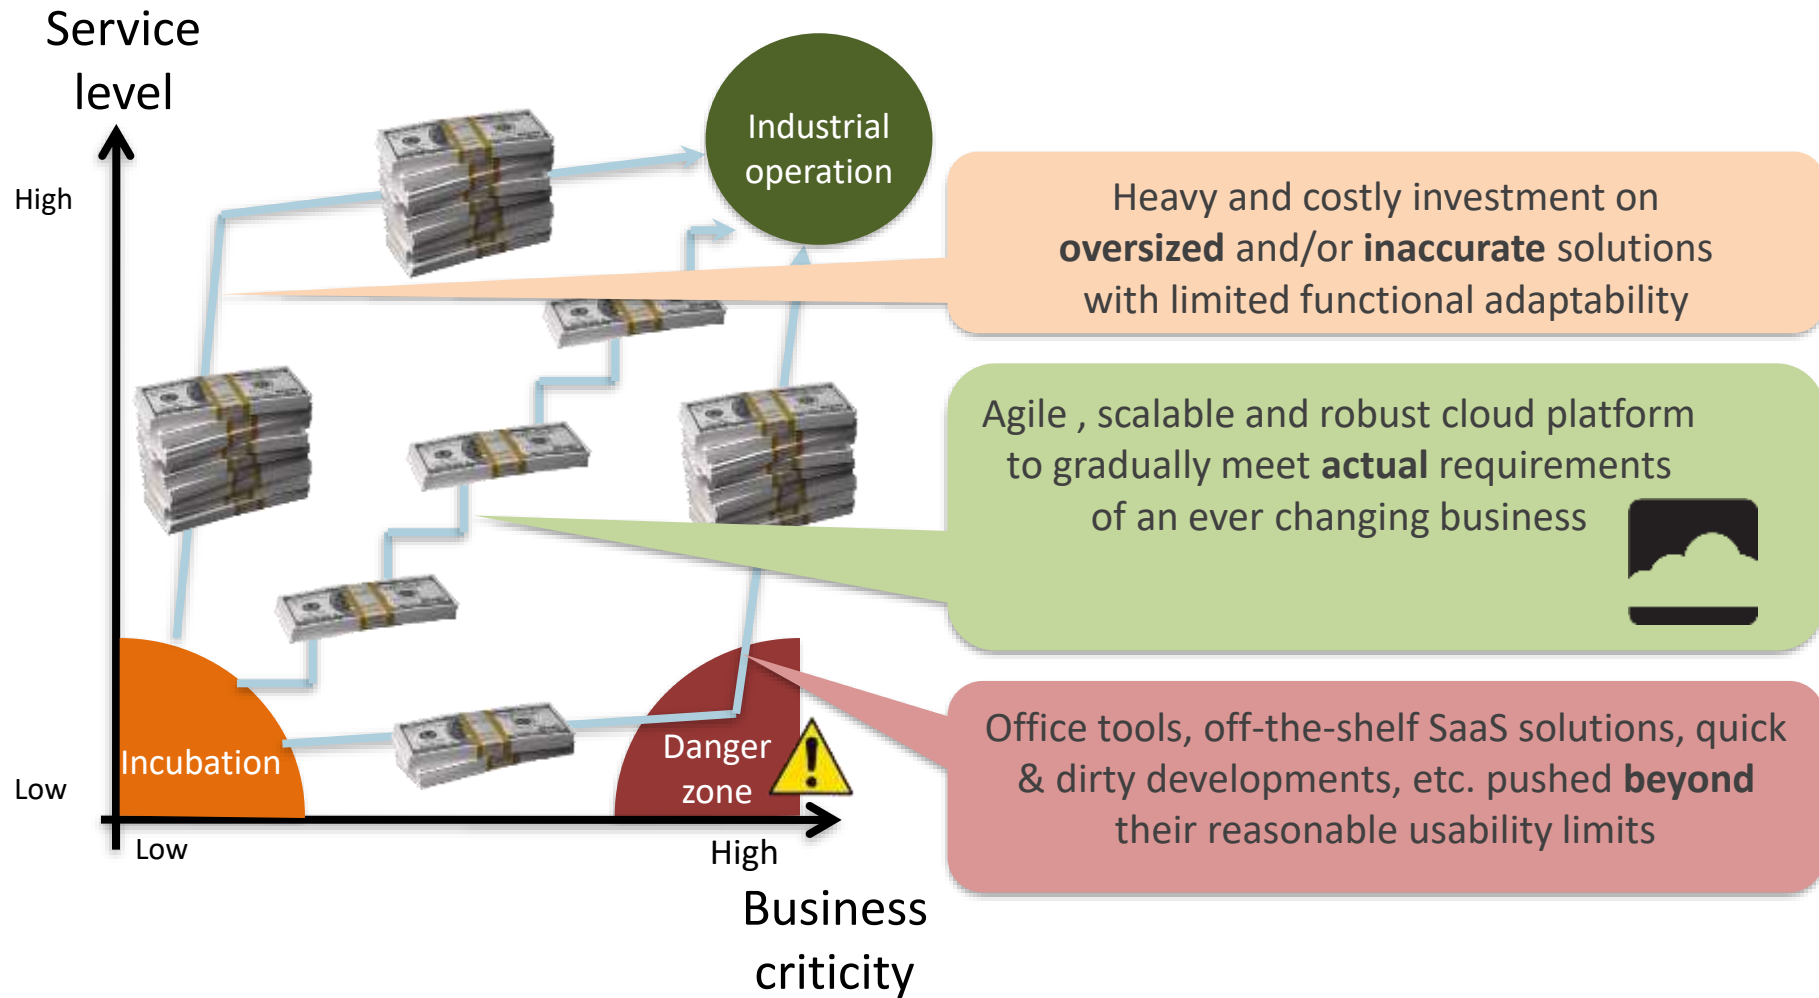 Service
level
High
Low
Low
High
Business
criticity
Industrial
operation
Incubation
Danger
zone
Heavy and costly investment on
oversized and/or inaccurate solutions
with limited functional adaptability
Agile , scalable and robust cloud platform
to gradually meet actual requirements
of an ever changing business
Office tools, off-the-shelf SaaS solutions, quick
& dirty developments, etc. pushed beyond
their reasonable usability limits